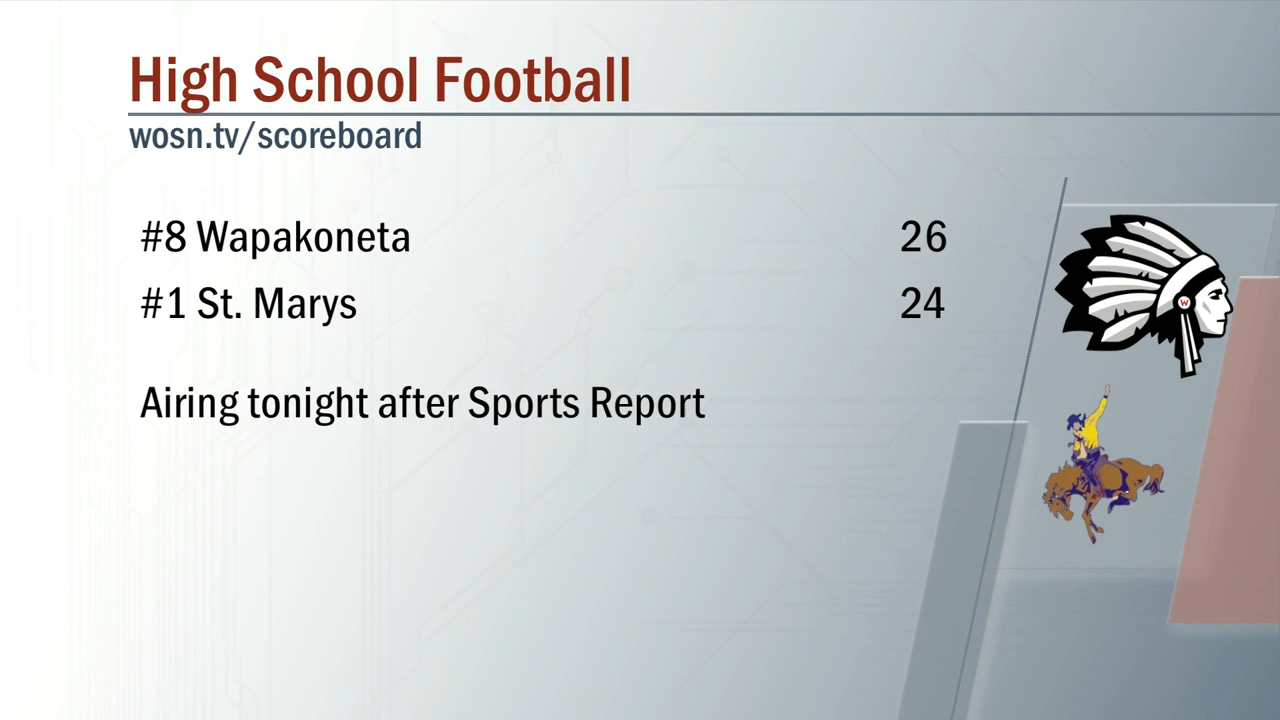 High School Football
wosn.tv/scoreboard
#8 Wapakoneta 26
#1 St. Marys 24
Airing tonight after Sports Report
W